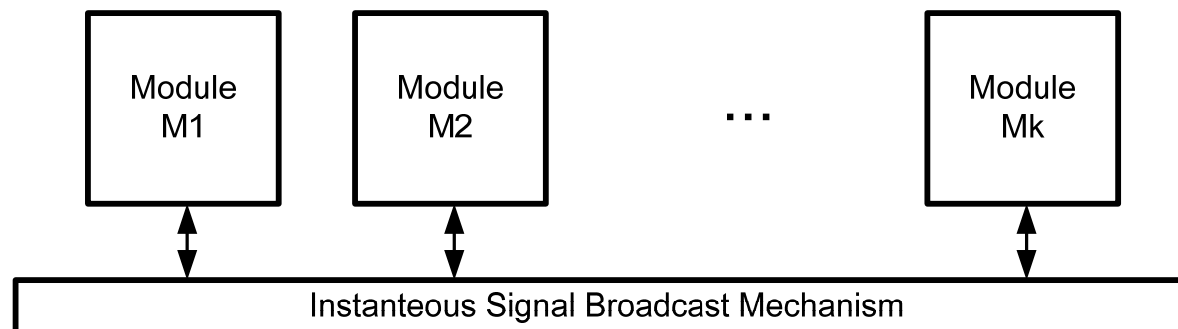 Module
M1
Module
M2
...
Module
Mk
Instanteous Signal Broadcast Mechanism